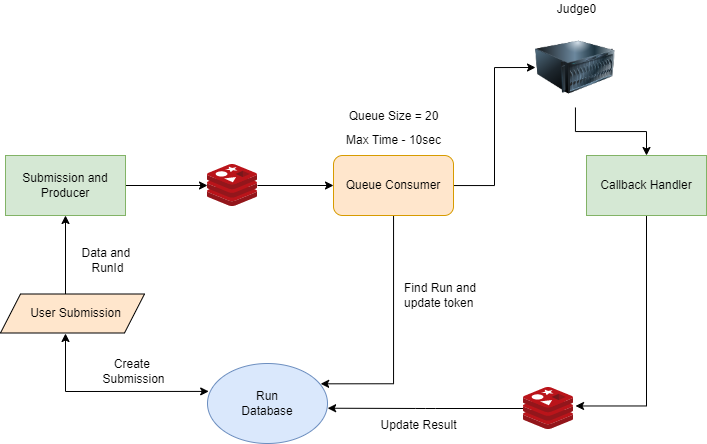 Judge0
Queue Size = 20
Max Time - 10sec
Submission and
Producer
Queue Consumer
Callback Handler
Data and
RunId
Find Run and
update token
User Submission
Create
Submission
Run
Database
Update Result